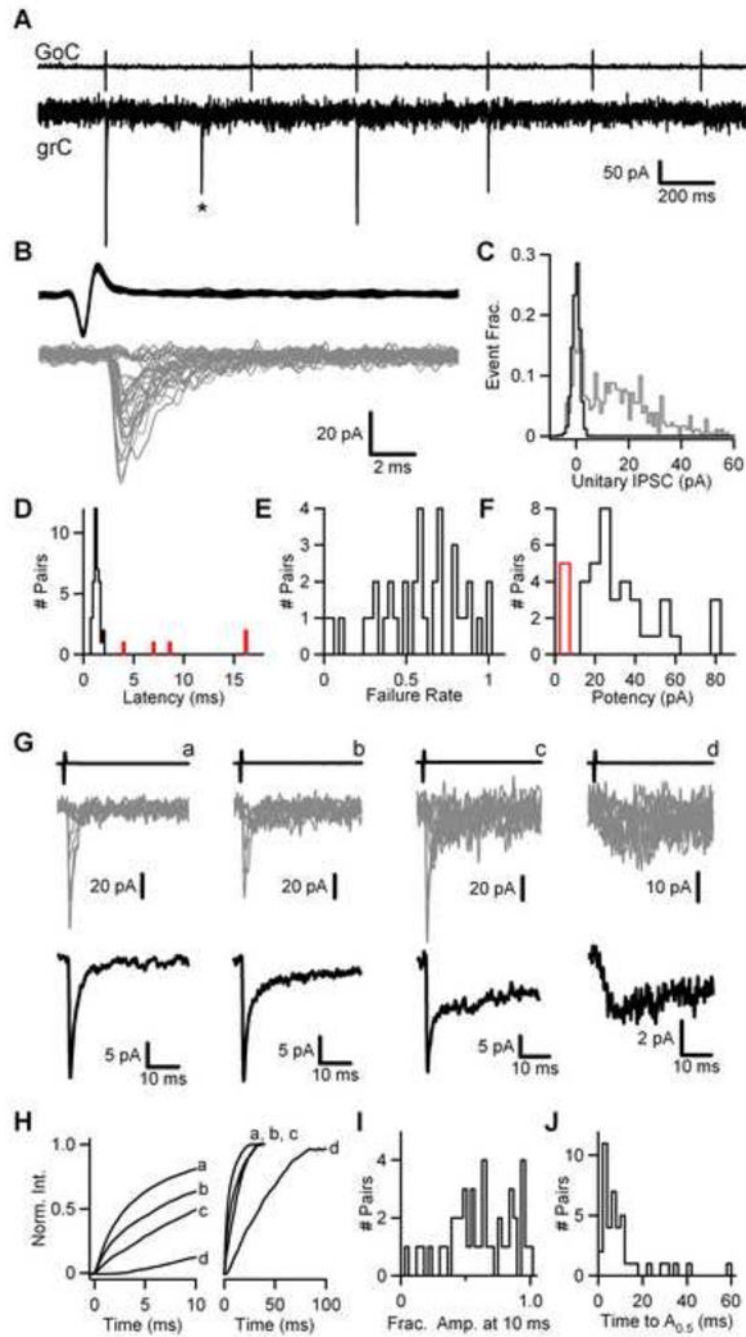 A
GoC
grC
50 pA
200 ms
*
B
20 pA
2 ms
C
Event Frac.
0.3
0.2
0.1
0
0 20 40 60
Unitary IPSC (pA)
D
# Pairs
10
5
0
0 5 10 15
Latency (ms)
E
# Pairs
4
3
2
1
0
0 0.5 1
Failure Rate
F
# Pairs
8
6
4
2
0
0 20 40 60 80
Potency (pA)
G
a b c d
20 pA 20 pA 20 pA 10 pA
5 pA 5 pA 5 pA 2 pA
10 ms 10 ms 10 ms 10 ms
H
Norm. Int.
1.0
0.5
0
a
b
c
d
0 5 10
Time (ms)
a, b, c
d
0 50 100
Time (ms)
I
# Pairs
4
2
0
0 1.0
Frac. Amp. at 10 ms
J
# Pairs
10
5
0
0 20 40 60
Time to A0.5 (ms)